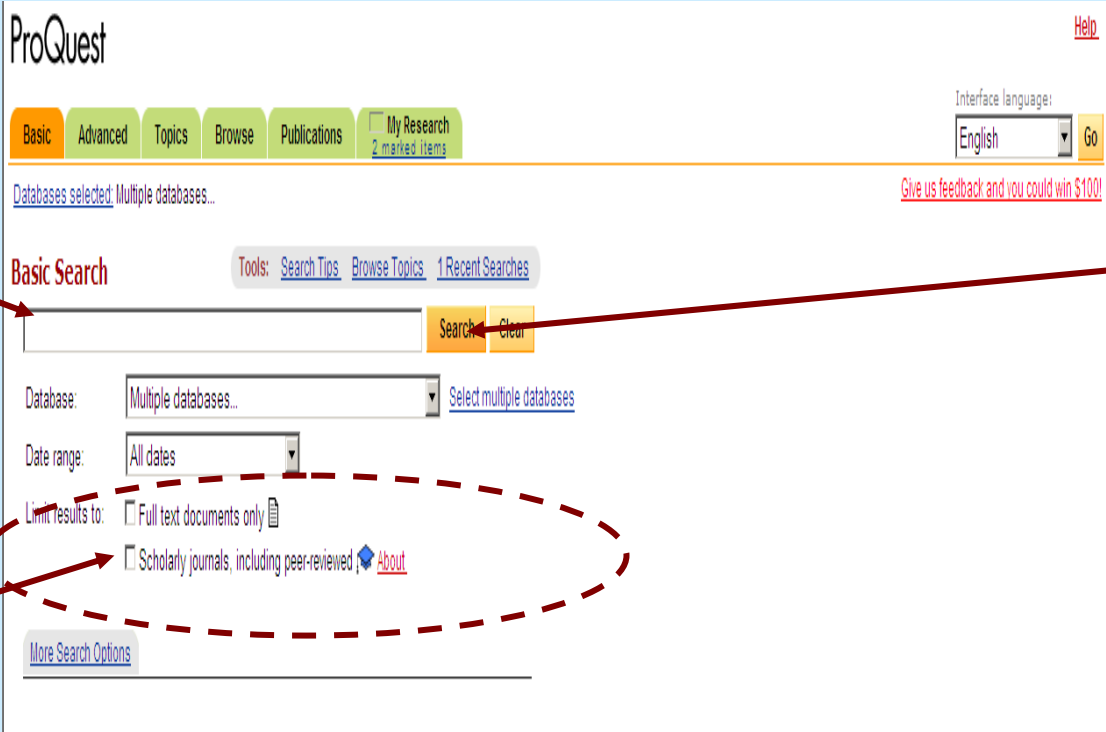 ProQuest
Help
Interface language:
Basic Advanced Topics Browse Publications My Research
2 marked items
English Go
Databases selected: Multiple databases...
Give us feedback and you could win $100!
Basic Search Tools: Search Tips Browse Topics 1 Recent Searches
Search Clear
Database: Multiple databases... Select multiple databases
Date range: All dates
Limit results to: Full text documents only
Scholarly journals, including peer-reviewed About
More Search Options